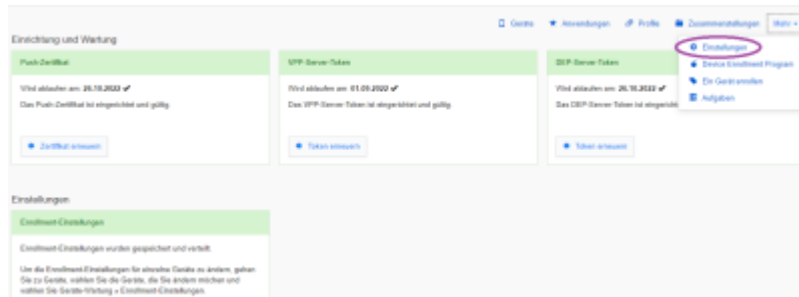 Geräte Anwendungen Profile Zusammenstellungen Mehr
Einrichtung und Wartung
Einstellungen
Push-Zertifikat VPP-Server-Token DEP-Server-Token
Device Enrollment Program
Ein Gerät enrollen
Aufgaben
Wird ablaufen am: 26.10.2022 Wird ablaufen am: 01.09.2022 Wird ablaufen am: 26.10.2022
Das Push-Zertifikat ist eingerichtet und gültig. Das VPP-Server-Token ist eingerichtet und gültig. Das DEP-Server-Token ist eingerichtet
Zertifikat erneuern Token erneuern Token erneuern
Einstellungen
Enrollment-Einstellungen
Enrollment-Einstellungen wurden gespeichert und verteilt.
Um die Enrollment-Einstellungen für einzelne Geräte zu ändern, gehen
Sie zu Geräte, wählen Sie die Geräte, die Sie ändern möchen und
wählen Sie Geräte-Wartung » Enrollment-Einstellungen.